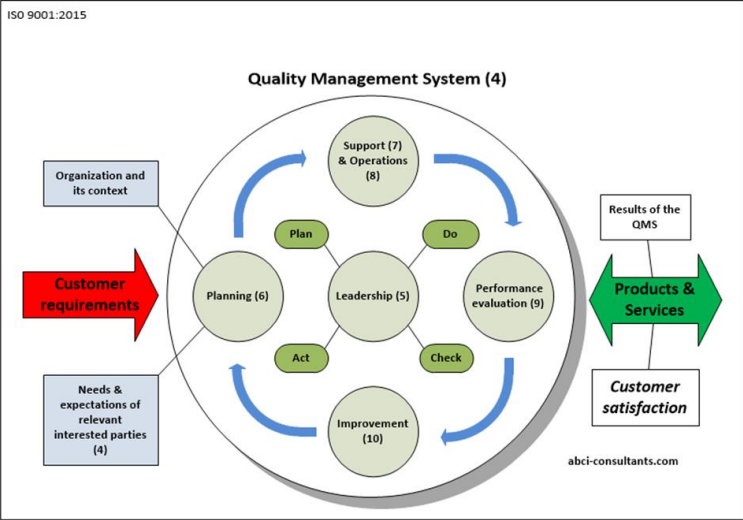 ISO 9001:2015
Quality Management System (4)
Support (7)
& Operations
(8)
Organization and
its context
Results of the
QMS
Plan
Do
Customer
requirements
Planning (6)
Leadership (5)
Performance
evaluation (9)
Products &
Services
Act
Check
Needs &
expectations of
relevant
interested parties
(4)
Improvement
(10)
Customer
satisfaction
abci-consultants.com